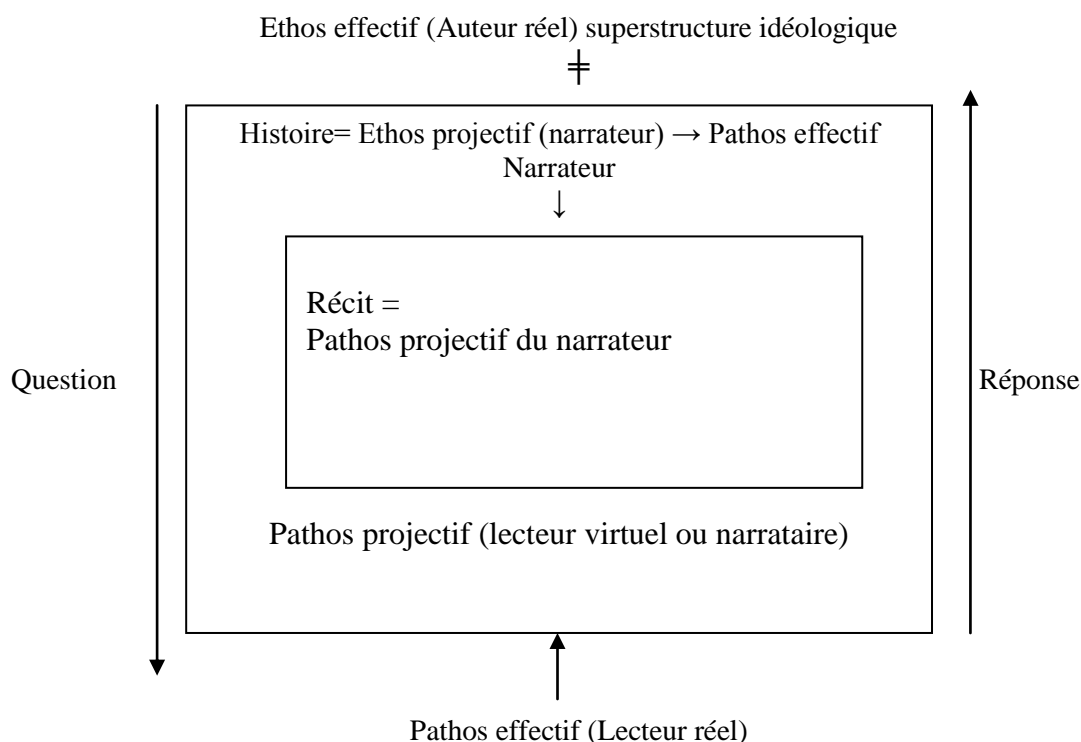 Ethos effectif (Auteur réel) superstructure idéologique
ǂ
Histoire= Ethos projectif (narrateur) → Pathos effectif
Narrateur
↓
Récit =
Pathos projectif du narrateur
Question
Réponse
Pathos projectif (lecteur virtuel ou narrataire)
Pathos effectif (Lecteur réel)